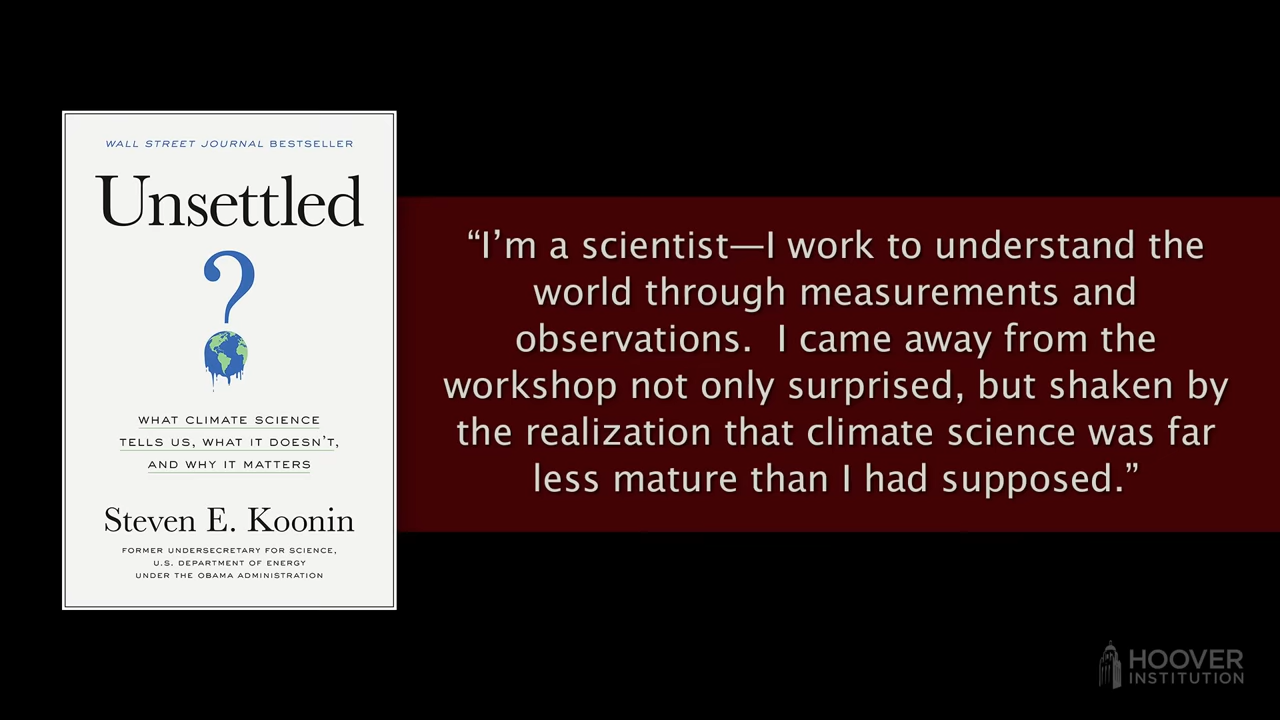 WALL STREET JOURNAL BESTSELLER
Unsettled
?
WHAT CLIMATE SCIENCE
TELLS US, WHAT IT DOESN'T,
AND WHY IT MATTERS
Steven E. Koonin
FORMER UNDERSECRETARY FOR SCIENCE,
U.S. DEPARTMENT OF ENERGY
UNDER THE OBAMA ADMINISTRATION
“I’m a scientist—I work to understand the
world through measurements and
observations.  I came away from the
workshop not only surprised, but shaken by
the realization that climate science was far
less mature than I had supposed.”
HOOVER
INSTITUTION